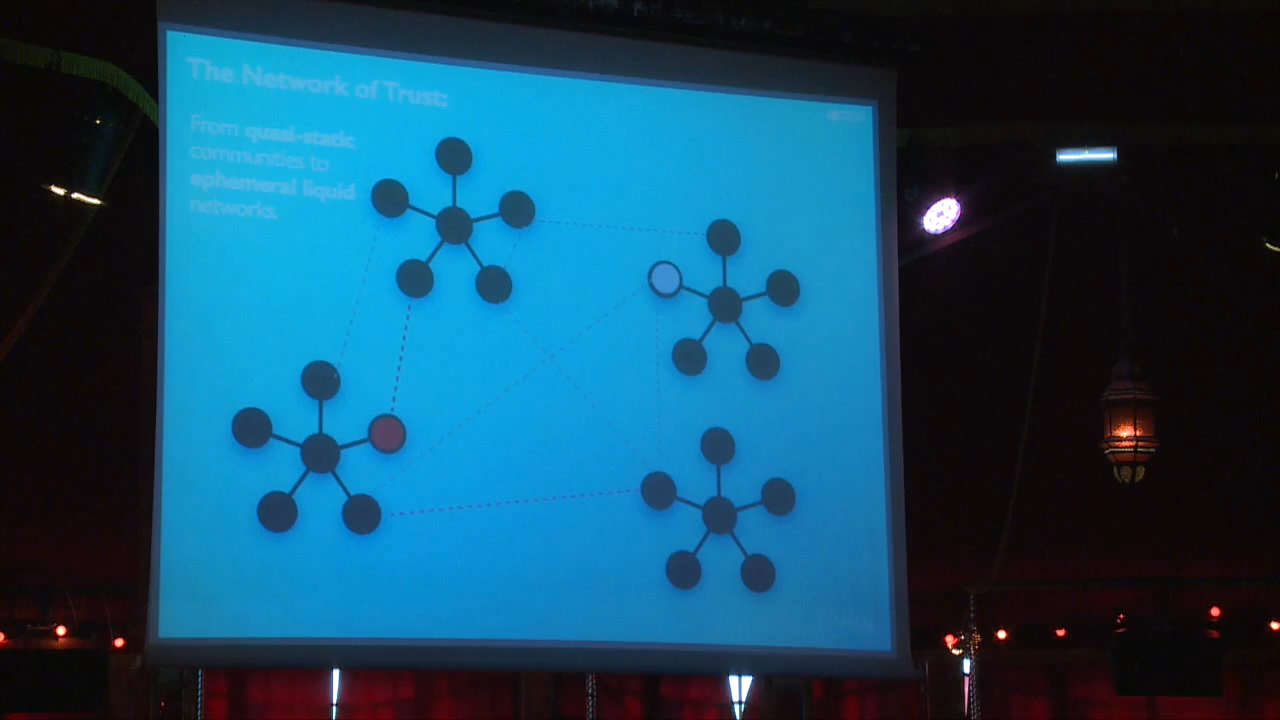 The Network of Trust:
From quasi-static
communities to
ephemeral liquid
networks.